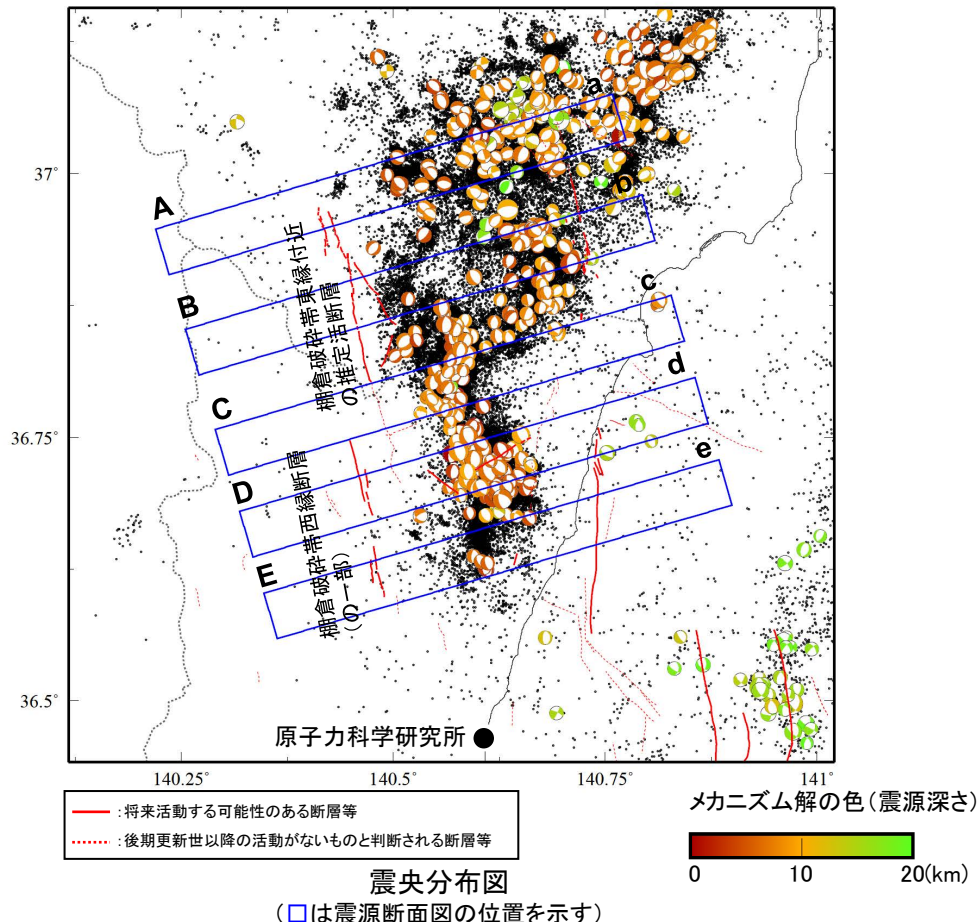 a
37°
A
b
棚倉破砕帯東縁付近
の推定活断層
B
c
C
d
36.75°
e
D
棚倉破砕帯西縁断層
(の一部)
E
36.5°
原子力科学研究所
140.25
140.5
140.75
141°
:将来活動する可能性のある断層等
:後期更新世以降の活動がないものと判断される断層等
メカニズム解の色(震源深さ)
0 10 20(km)
震央分布図
(□は震源断面図の位置を示す)